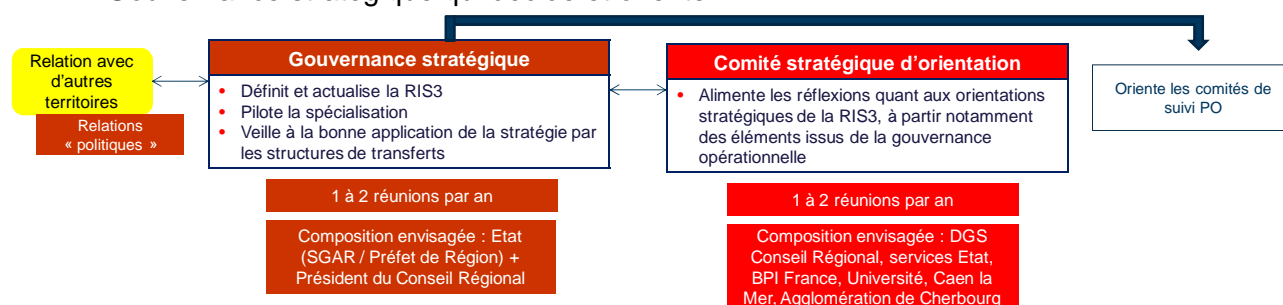 Relation avec
d'autres
territoires
Relations
« politiques »
Gouvernance stratégique
• Définit et actualise la RIS3
• Pilote la spécialisation
• Veille à la bonne application de la stratégie par
les structures de transferts
1 à 2 réunions par an
Composition envisagée : Etat
(SGAR / Préfet de Région) +
Président du Conseil Régional
Comité stratégique d'orientation
• Alimente les réflexions quant aux orientations
stratégiques de la RIS3, à partir notamment
des éléments issus de la gouvernance
opérationnelle
1 à 2 réunions par an
Composition envisagée : DGS
Conseil Régional, services Etat,
BPI France, Université, Caen la
Mer, Agglomération de Cherbourg
Oriente les comités de
suivi PO